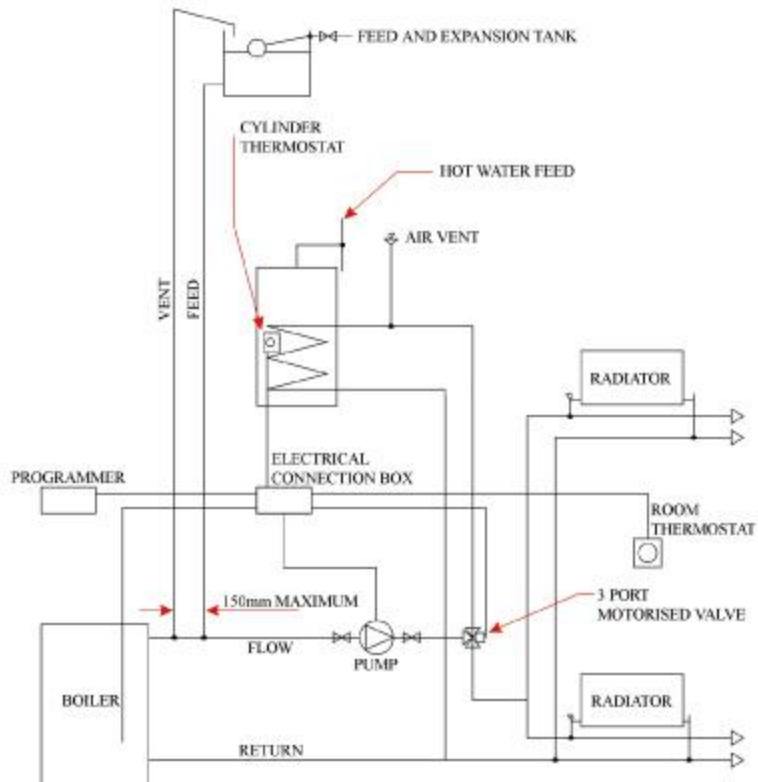 FEED AND EXPANSION TANK
CYLINDER
THERMOSTAT
HOT WATER FEED
AIR VENT
VENT
FEED
RADIATOR
ELECTRICAL
CONNECTION BOX
PROGRAMMER
ROOM
THERMOSTAT
150mm MAXIMUM
3 PORT
MOTORISED VALVE
FLOW
PUMP
BOILER
RADIATOR
RETURN